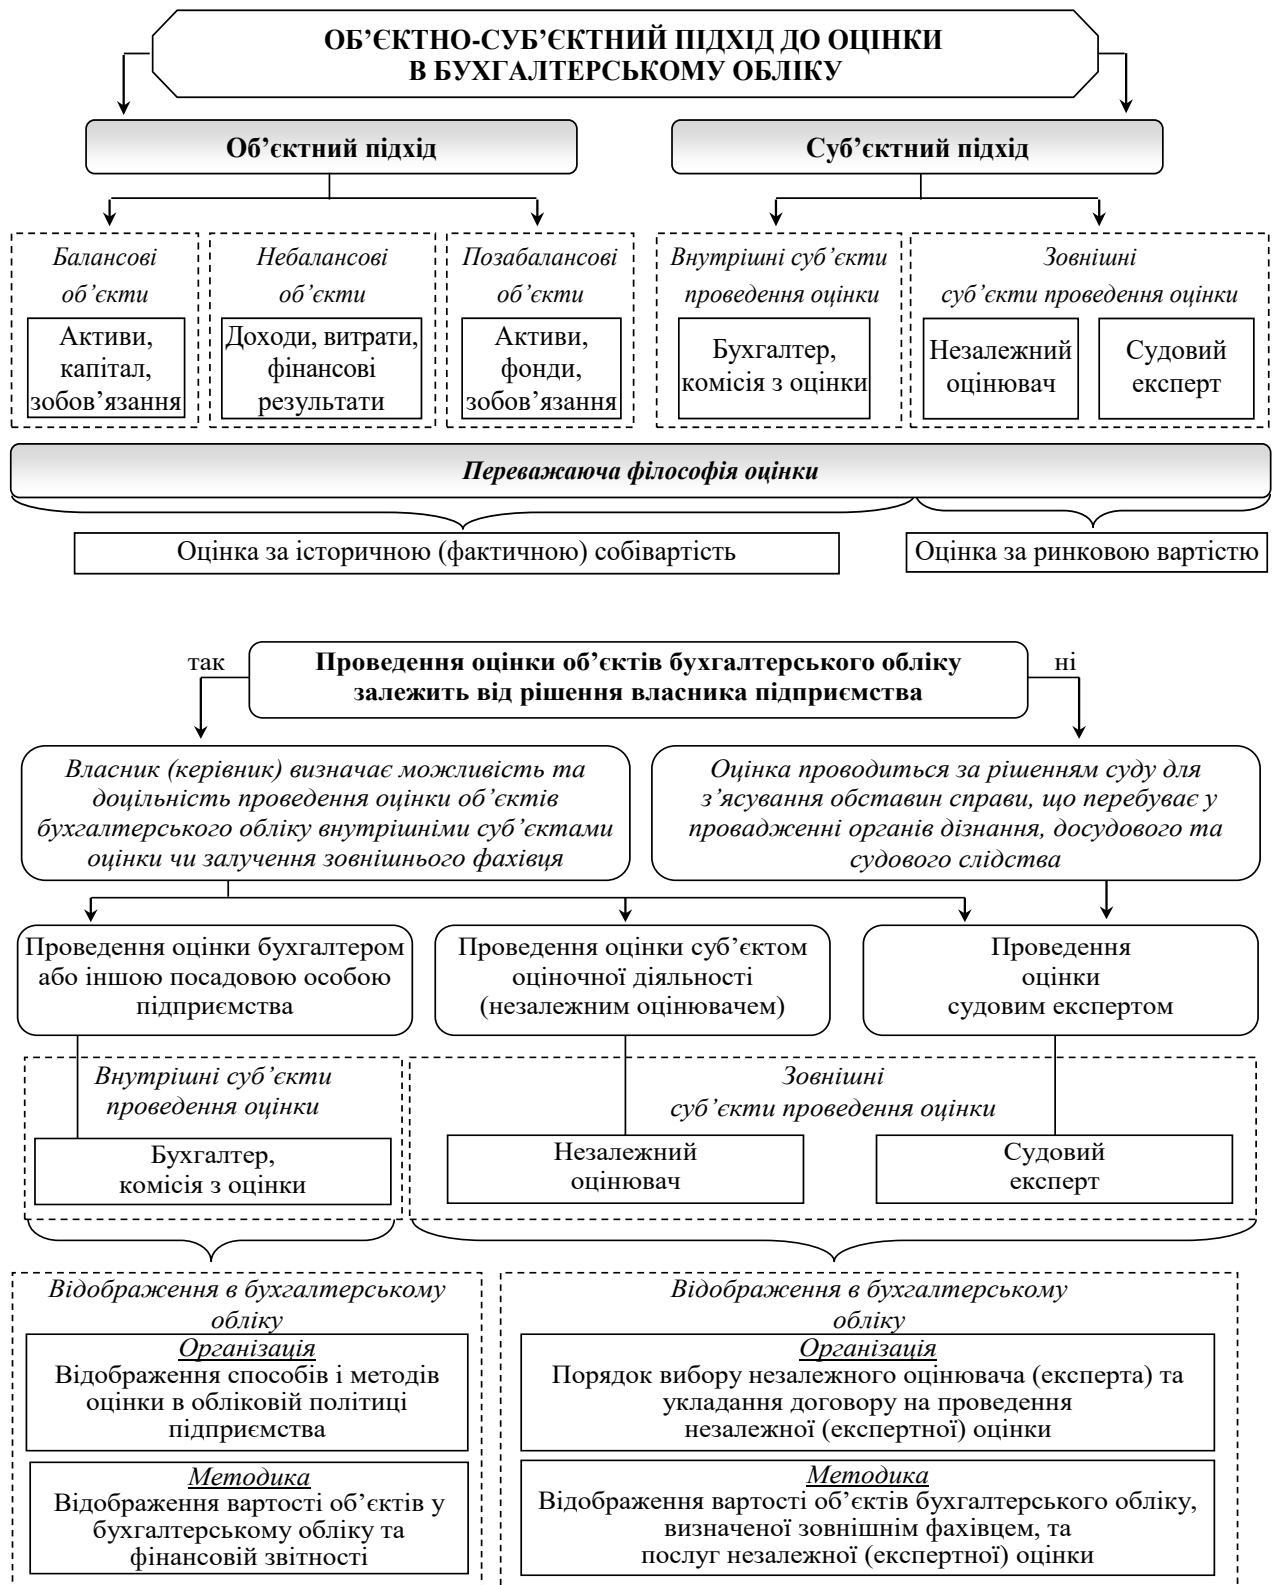 ОБ’ЄКТНО-СУБ’ЄКТНИЙ ПІДХІД ДО ОЦІНКИ
В БУХГАЛТЕРСЬКОМУ ОБЛІКУ
Об’єктний підхід
Суб’єктний підхід
Балансові
об’єкти
Активи,
капітал,
зобов’язання
Небалансові
об’єкти
Доходи, витрати,
фінансові
результати
Позабалансові
об’єкти
Активи,
фонди,
зобов’язання
Внутрішні суб’єкти
проведення оцінки
Бухгалтер,
комісія з оцінки
Зовнішні
суб’єкти проведення оцінки
Незалежний
оцінювач
Судовий
експерт
Переважаюча філософія оцінки
Оцінка за історичною (фактичною) собівартість
Оцінка за ринковою вартістю
так
Проведення оцінки об’єктів бухгалтерського обліку
залежить від рішення власника підприємства
ні
Власник (керівник) визначає можливість та
доцільність проведення оцінки об’єктів
бухгалтерського обліку внутрішніми суб’єктами
оцінки чи залучення зовнішнього фахівця
Оцінка проводиться за рішенням суду для
з’ясування обставин справи, що перебуває у
провадженні органів дізнання, досудового та
судового слідства
Проведення оцінки бухгалтером
або іншою посадовою особою
підприємства
Проведення оцінки суб’єктом
оціночної діяльності
(незалежним оцінювачем)
Проведення
оцінки
судовим експертом
Внутрішні суб’єкти
проведення оцінки
Бухгалтер,
комісія з оцінки
Зовнішні
суб’єкти проведення оцінки
Незалежний
оцінювач
Судовий
експерт
Відображення в бухгалтерському
обліку
Організація
Відображення способів і методів
оцінки в обліковій політиці
підприємства
Методика
Відображення вартості об’єктів у
бухгалтерському обліку та
фінансовій звітності
Відображення в бухгалтерському
обліку
Організація
Порядок вибору незалежного оцінювача (експерта) та
укладання договору на проведення
незалежної (експертної) оцінки
Методика
Відображення вартості об’єктів бухгалтерського обліку,
визначеної зовнішнім фахівцем, та
послуг незалежної (експертної) оцінки